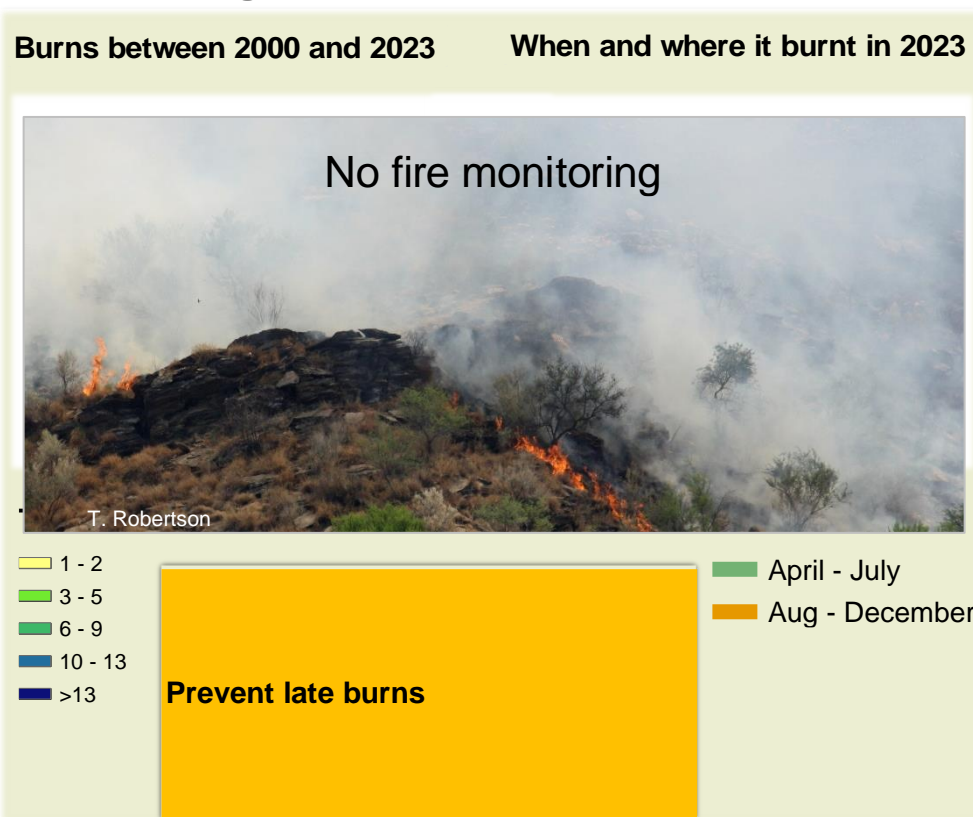 Burns between 2000 and 2023
When and where it burnt in 2023
No fire monitoring
T. Robertson
1 - 2
3 - 5
6 - 9
10 - 13
>13
April - July
Aug - December
Prevent late burns